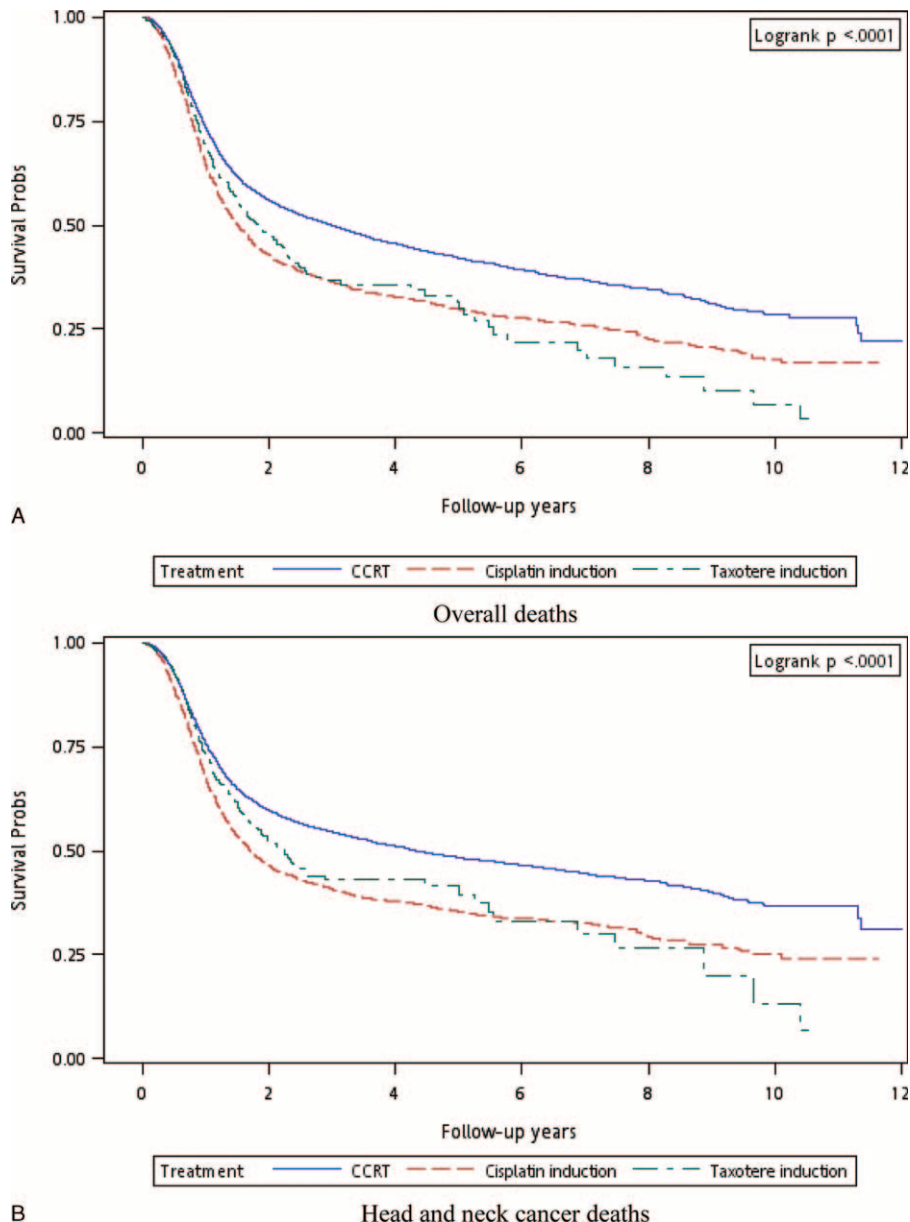 1.00
Logrank p <.0001
0.75
Survival Probs
0.50
0.25
0.00
0 2 4 6 8 10 12
Follow-up years
A
Treatment CCRT Cisplatin induction Taxotere induction
Overall deaths
1.00
Logrank p <.0001
0.75
Survival Probs
0.50
0.25
0.00
0 2 4 6 8 10 12
Follow-up years
Treatment CCRT Cisplatin induction Taxotere induction
B Head and neck cancer deaths